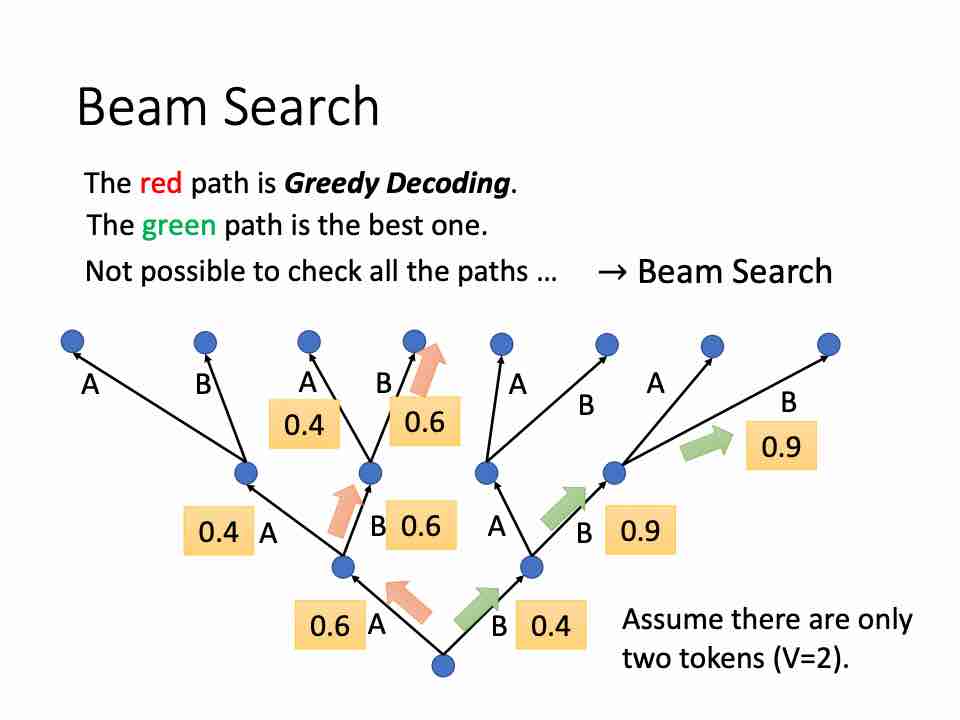 Beam Search
The red path is Greedy Decoding.
The green path is the best one.
Not possible to check all the paths … → Beam Search
A B A B A B A B
0.4 0.6 0.9
0.4 A B 0.6 A B 0.9
0.6 A B 0.4
Assume there are only
two tokens (V=2).